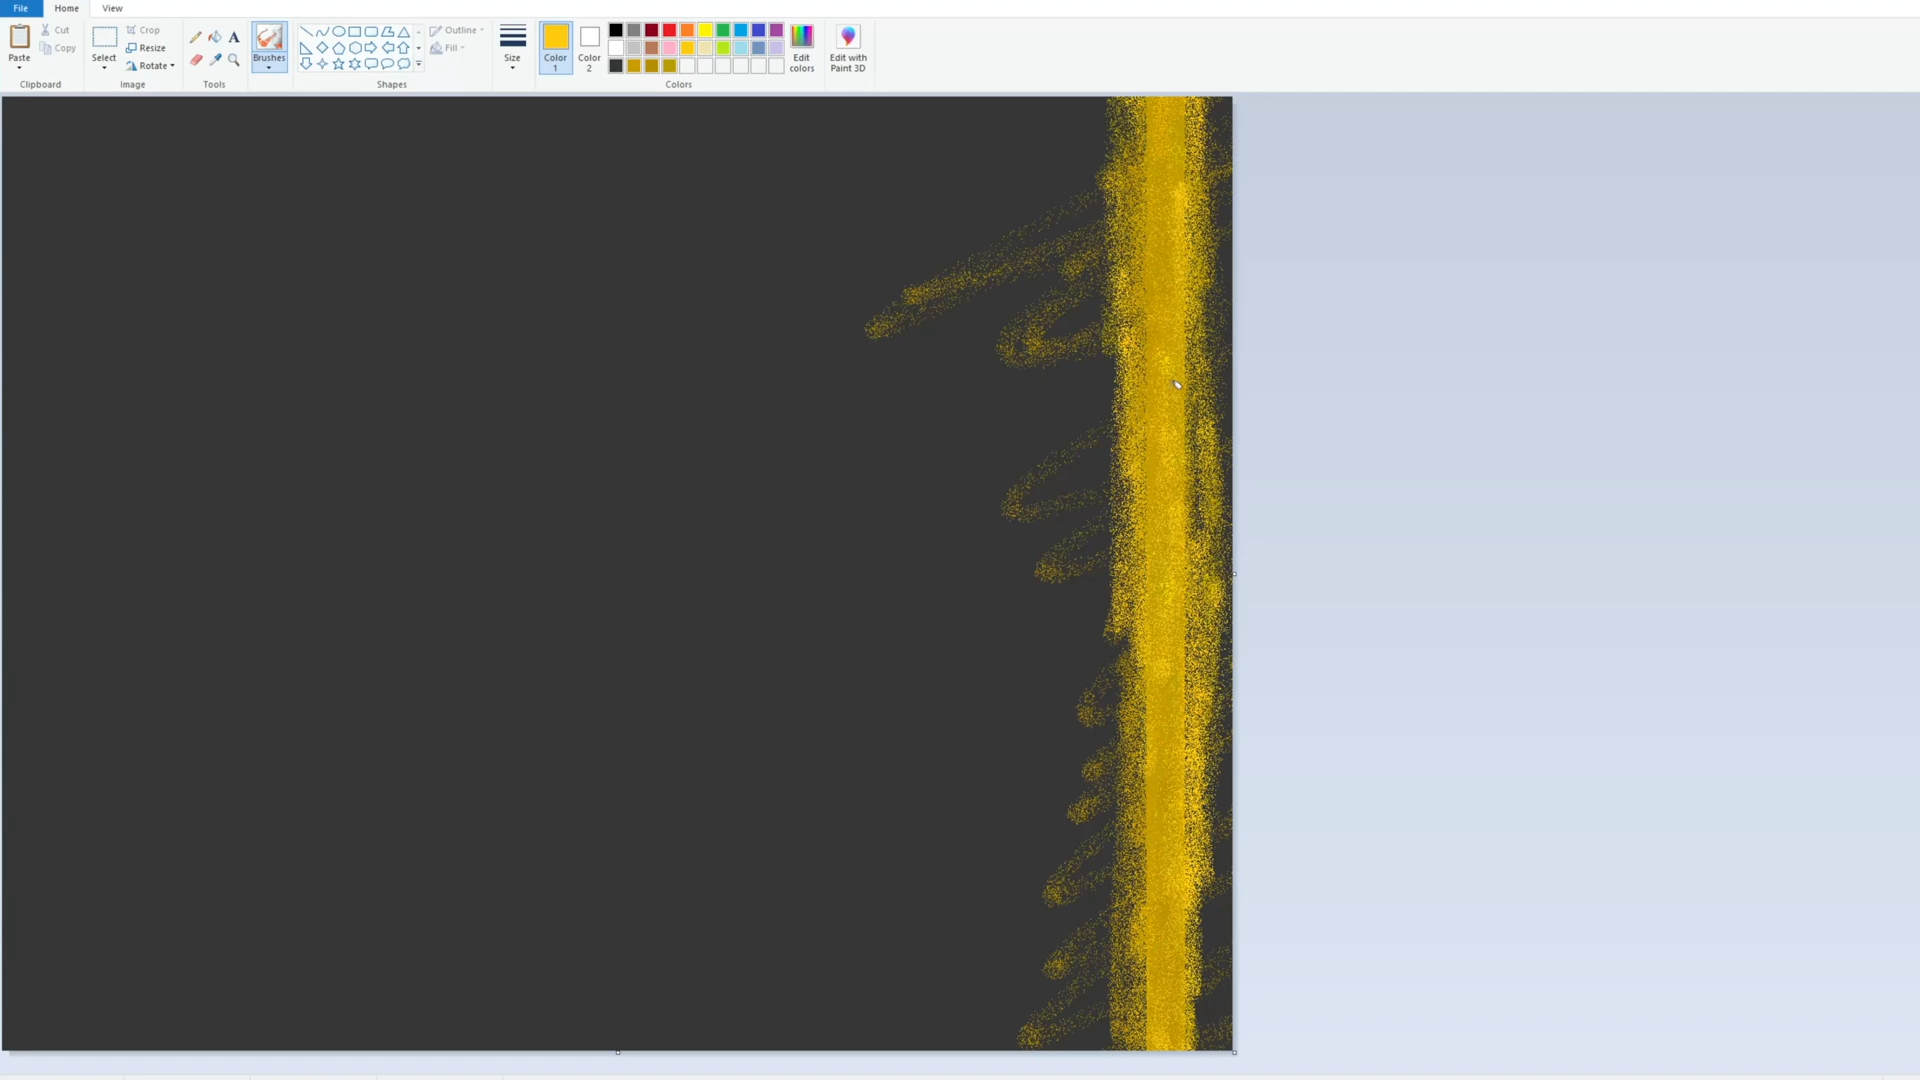 File Home View
Paste
Cut
Copy
Clipboard
Select
Crop
Resize
Rotate
Image
A
Tools
Brushes
Outline
Fill
Shapes
Size
Color
1
Color
2
Edit
colors
Colors
Edit with
Paint 3D